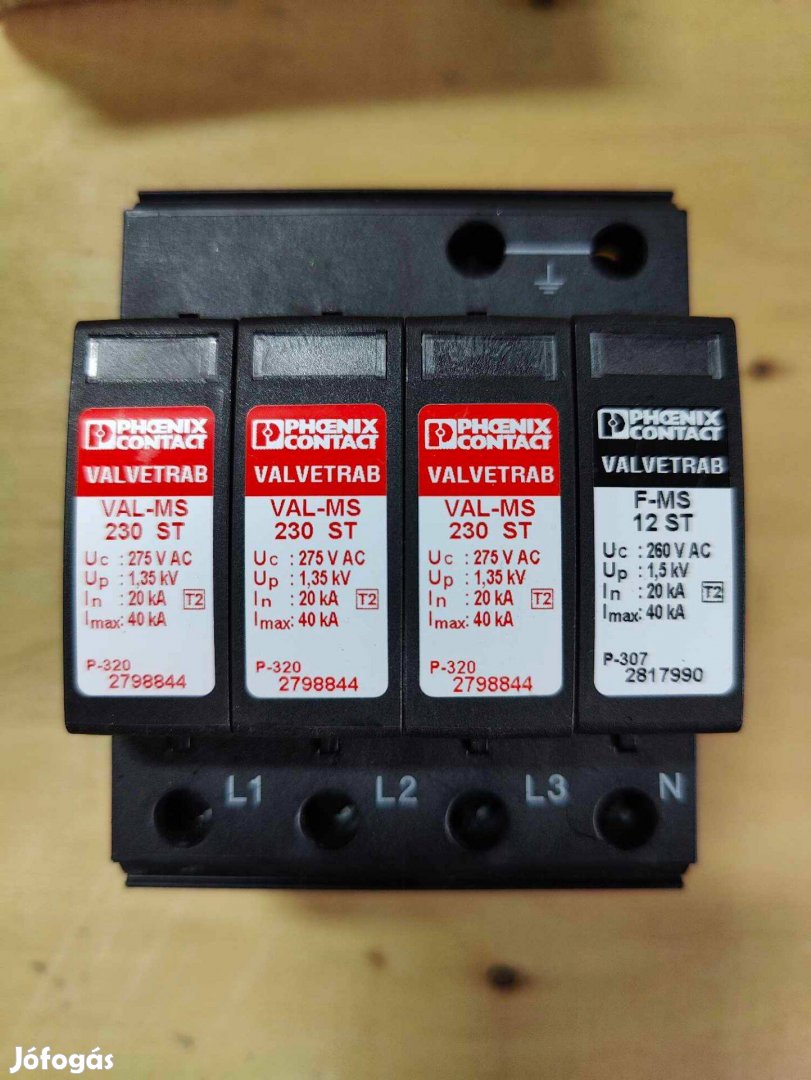 PHŒNIX
CONTACT
VALVETRAB
VAL-MS
230 ST
Uc : 275 V AC
Up : 1,35 kV
In : 20 kA T2
Imax: 40 kA
P-320
2798844
PHŒNIX
CONTACT
VALVETRAB
VAL-MS
230 ST
Uc : 275 V AC
Up : 1,35 kV
In : 20 kA T2
Imax: 40 kA
P-320
2798844
PHŒNIX
CONTACT
VALVETRAB
VAL-MS
230 ST
Uc : 275 V AC
Up : 1,35 kV
In : 20 kA T2
Imax: 40 kA
P-320
2798844
PHŒNIX
CONTACT
VALVETRAB
F-MS
12 ST
Uc : 260 V AC
Up : 1,5 kV
In : 20 kA T2
Imax: 40 kA
P-307
2817990
L1 L2 L3 N
Jófogás